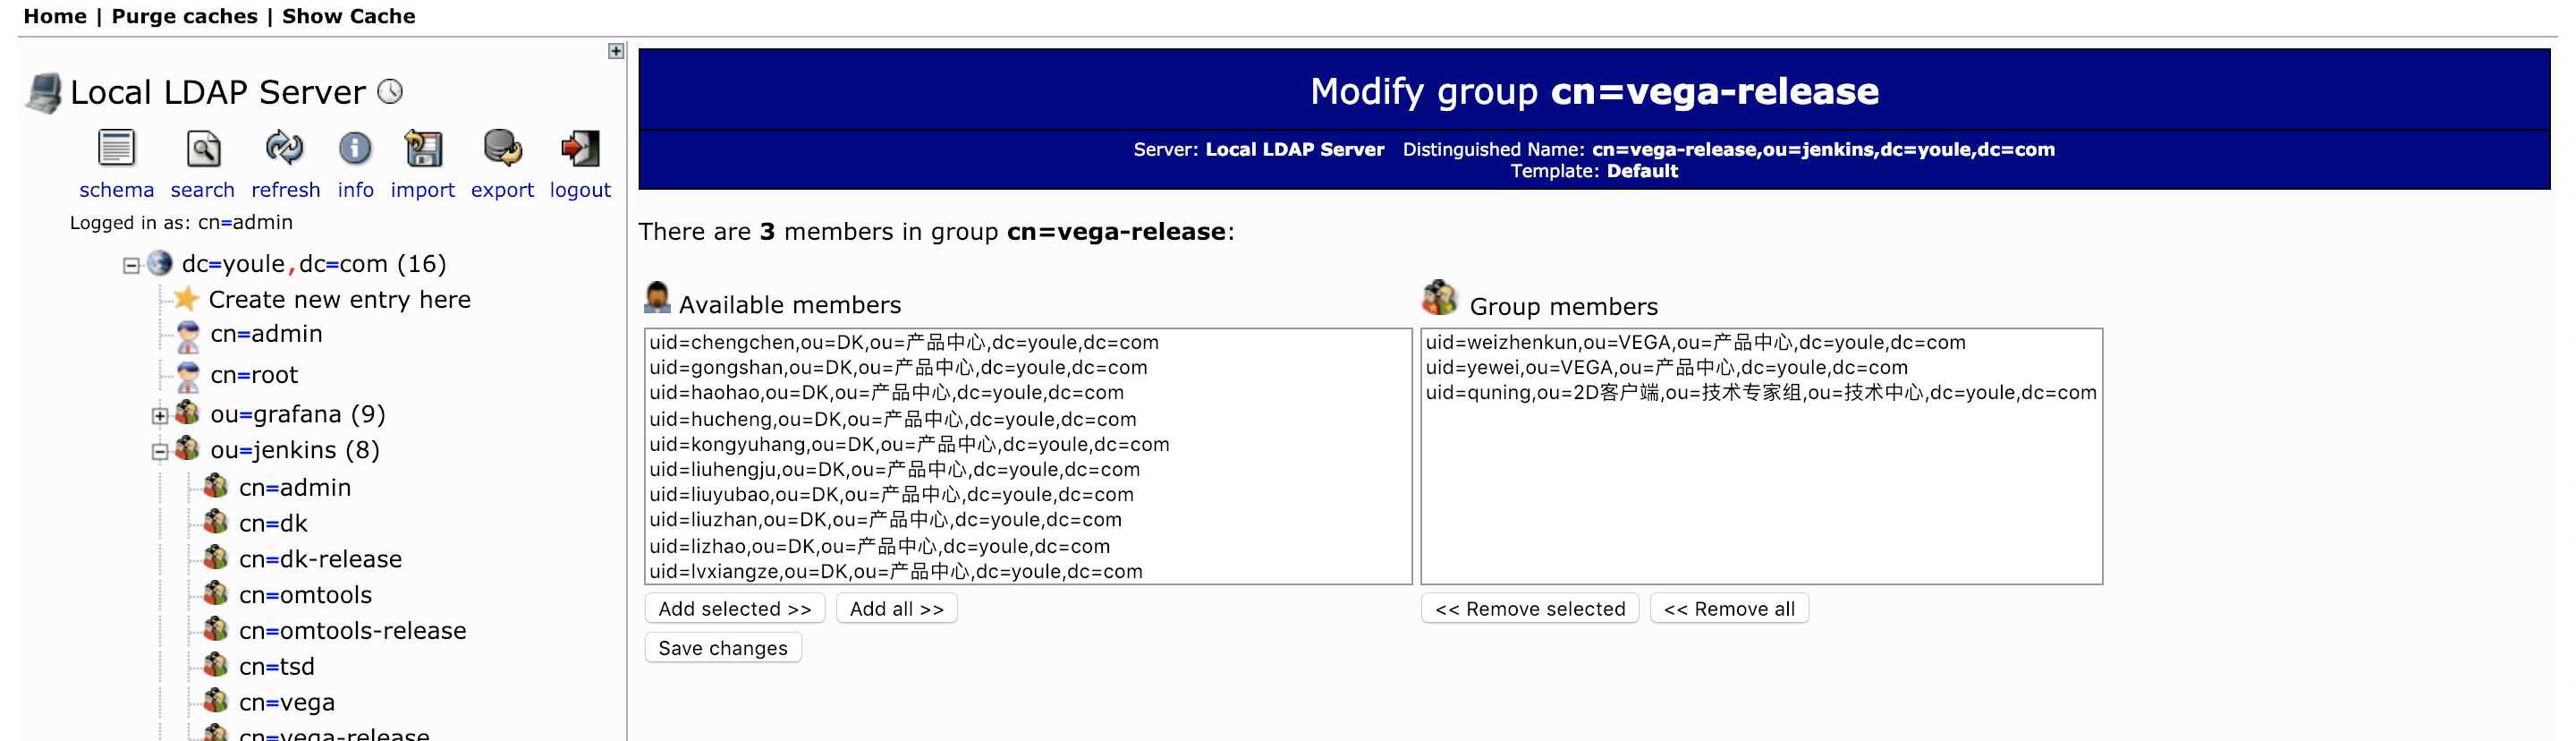 Home | Purge caches | Show Cache
Local LDAP Server
schema search refresh info import export logout
Logged in as: cn=admin
dc=youle,dc=com (16)
Create new entry here
cn=admin
cn=root
ou=grafana (9)
ou=jenkins (8)
cn=admin
cn=dk
cn=dk-release
cn=omtools
cn=omtools-release
cn=tsd
cn=vega
cn=vega-release
Modify group cn=vega-release
Server: Local LDAP Server Distinguished Name: cn=vega-release,ou=jenkins,dc=youle,dc=com
Template: Default
There are 3 members in group cn=vega-release:
Available members
uid=chengchen,ou=DK,ou=产品中心,dc=youle,dc=com
uid=gongshan,ou=DK,ou=产品中心,dc=youle,dc=com
uid=haohao,ou=DK,ou=产品中心,dc=youle,dc=com
uid=hucheng,ou=DK,ou=产品中心,dc=youle,dc=com
uid=kongyuhang,ou=DK,ou=产品中心,dc=youle,dc=com
uid=liuhengju,ou=DK,ou=产品中心,dc=youle,dc=com
uid=liuyubao,ou=DK,ou=产品中心,dc=youle,dc=com
uid=liuzhan,ou=DK,ou=产品中心,dc=youle,dc=com
uid=lizhao,ou=DK,ou=产品中心,dc=youle,dc=com
uid=lvxiangze,ou=DK,ou=产品中心,dc=youle,dc=com
Add selected >> Add all >>
Save changes
Group members
uid=weizhenkun,ou=VEGA,ou=产品中心,dc=youle,dc=com
uid=yewei,ou=VEGA,ou=产品中心,dc=youle,dc=com
uid=quning,ou=2D客户端,ou=技术专家组,ou=技术中心,dc=youle,dc=com
<< Remove selected << Remove all